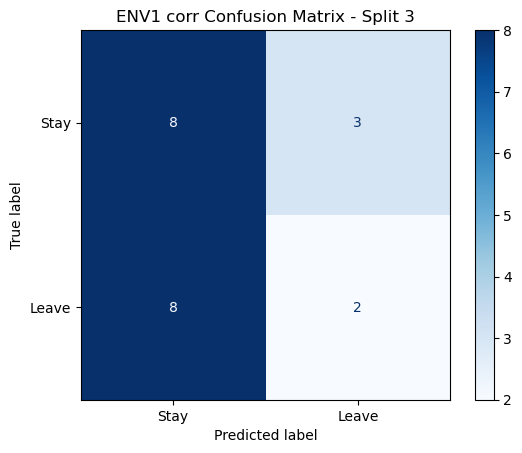 ENV1 corr Confusion Matrix - Split 3
True label
Stay
Leave
8 3
8 2
Stay Leave
Predicted label
8
7
6
5
4
3
2